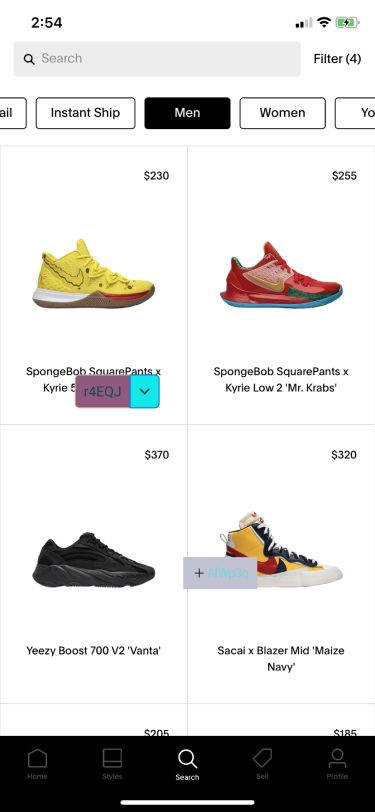 2:54
Search
Filter (4)
ail
Instant Ship
Men
Women
Yo
$230
$255
SpongeBob SquarePants x
Kyrie 5
SpongeBob SquarePants x
Kyrie Low 2 'Mr. Krabs'
r4EQJ
$370
$320
+
Yeezy Boost 700 V2 'Vanta'
Sacai x Blazer Mid 'Maize
Navy'
$205
$185
Home
Styles
Search
Sell
Profile